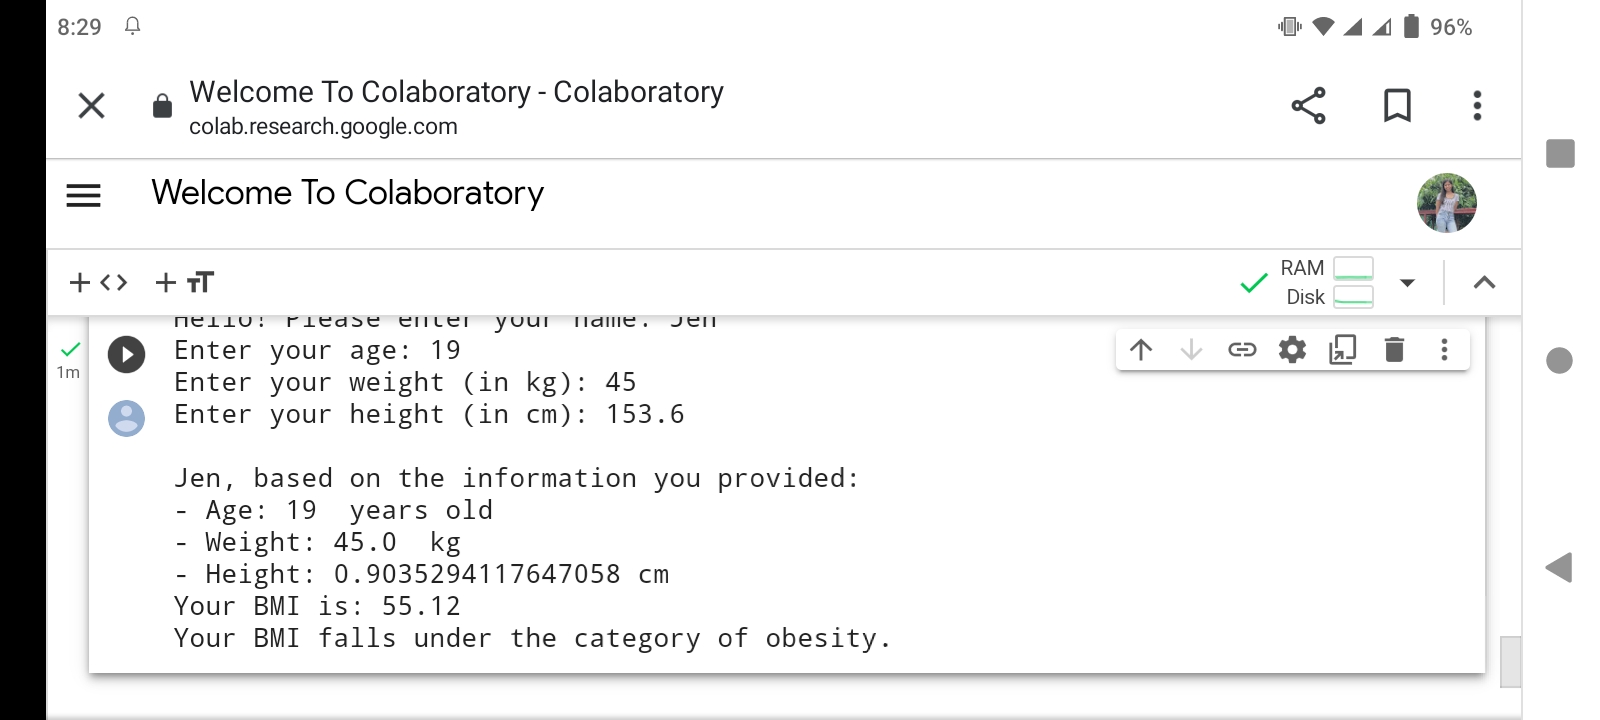 8:29
96%
Welcome To Colaboratory - Colaboratory
colab.research.google.com
Welcome To Colaboratory
RAM
Disk
Hello! Please enter your name: Jen
1m
Enter your age: 19
Enter your weight (in kg): 45
Enter your height (in cm): 153.6
Jen, based on the information you provided:
- Age: 19  years old
- Weight: 45.0  kg
- Height: 0.9035294117647058 cm
Your BMI is: 55.12
Your BMI falls under the category of obesity.